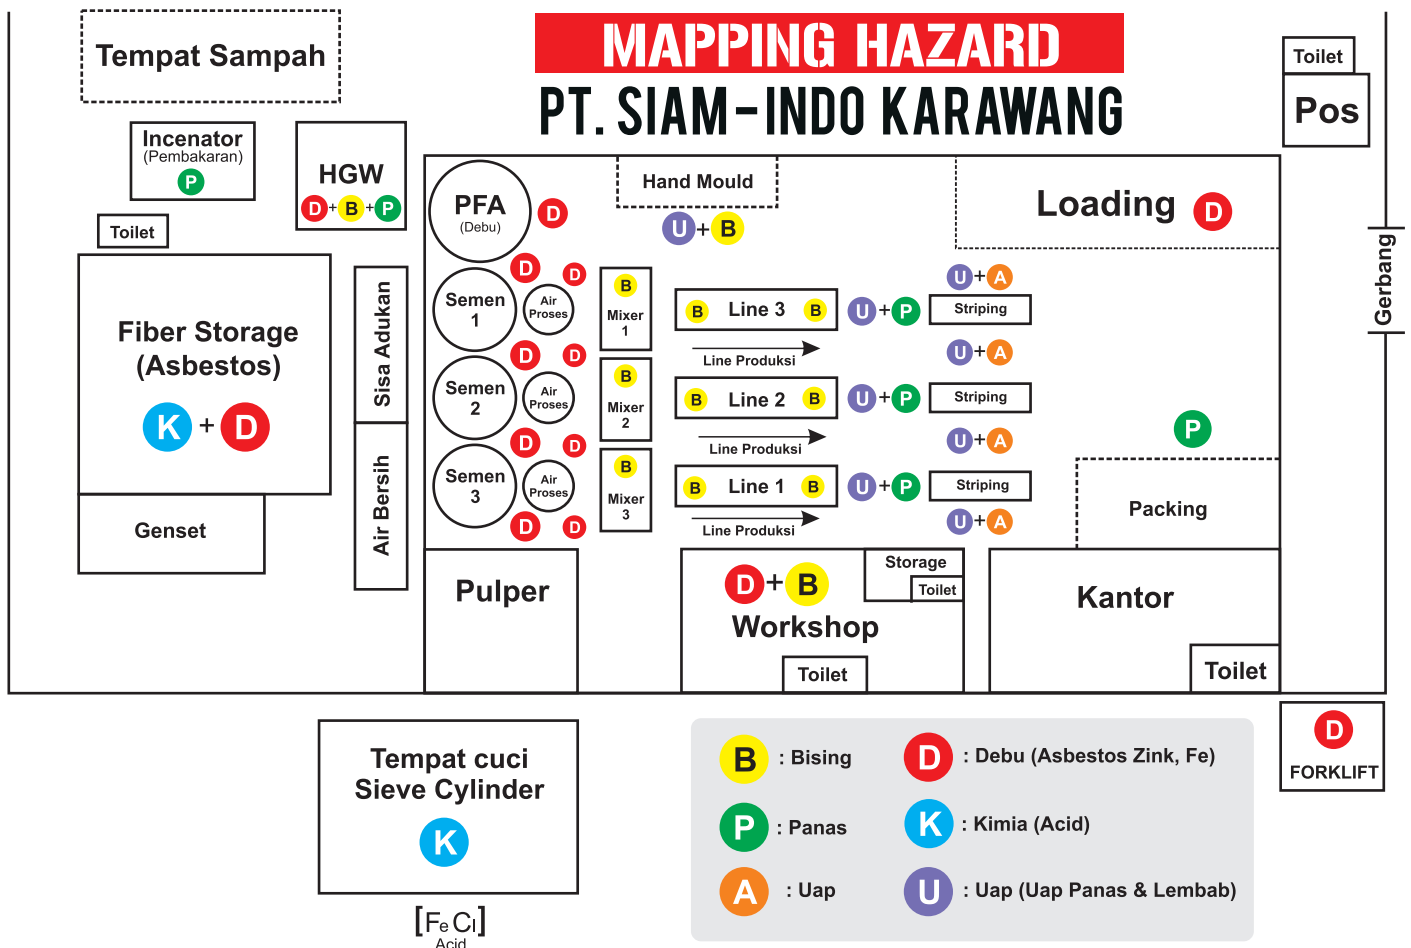 MAPPING HAZARD
PT. SIAM-INDO KARAWANG
Tempat Sampah
Toilet
Pos
Incenator
(Pembakaran)
P
HGW
D + B + P
Toilet
PFA
(Debu)
D
Hand Mould
U + B
Loading D
Gerbang
Fiber Storage
(Asbestos)
K + D
Genset
Sisa Adukan
Air Bersih
D D
Semen
1
Air
Proses
D D
Semen
2
Air
Proses
D D
Semen
3
Air
Proses
D D
B
Mixer
1
B
Mixer
2
B
Mixer
3
B Line 3 B
U + P
Line Produksi
B Line 2 B
U + P
Line Produksi
B Line 1 B
U + P
Line Produksi
U + A
Striping
U + A
Striping
U + A
Striping
U + A
P
Packing
Pulper
D + B
Workshop
Storage
Toilet
Toilet
Kantor
Toilet
D
FORKLIFT
Tempat cuci
Sieve Cylinder
K
[Fe Cl]
Acid
B : Bising
D : Debu (Asbestos Zink, Fe)
P : Panas
K : Kimia (Acid)
A : Uap
U : Uap (Uap Panas & Lembab)